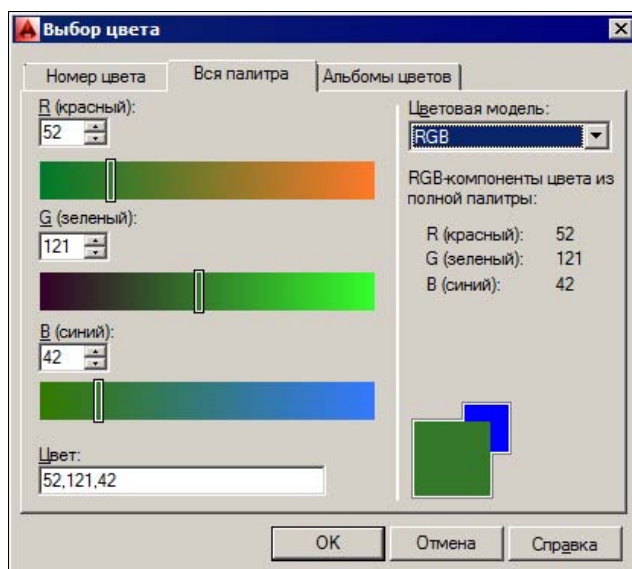 Выбор цвета
Номер цвета
Вся палитра
Альбомы цветов
R (красный):
52
G (зеленый):
121
B (синий):
42
Цвет:
52,121,42
Цветовая модель:
RGB
RGB-компоненты цвета из
полной палитры:
R (красный): 52
G (зеленый): 121
B (синий): 42
OK
Отмена
Справка